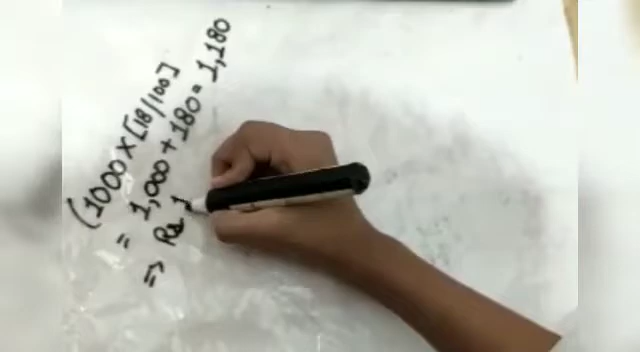 (1000 x [18/100]
= 1,000 + 180 = 1,180
=> Rs 1